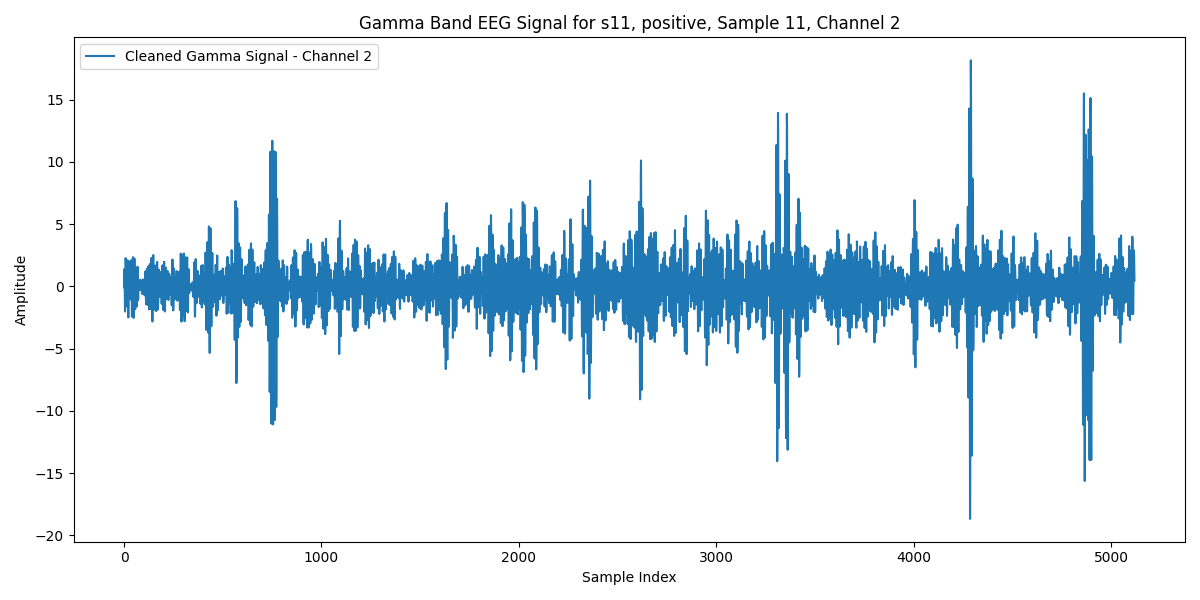 Gamma Band EEG Signal for s11, positive, Sample 11, Channel 2
Cleaned Gamma Signal - Channel 2
Amplitude
15
10
5
0
−5
−10
−15
−20
0 1000 2000 3000 4000 5000
Sample Index